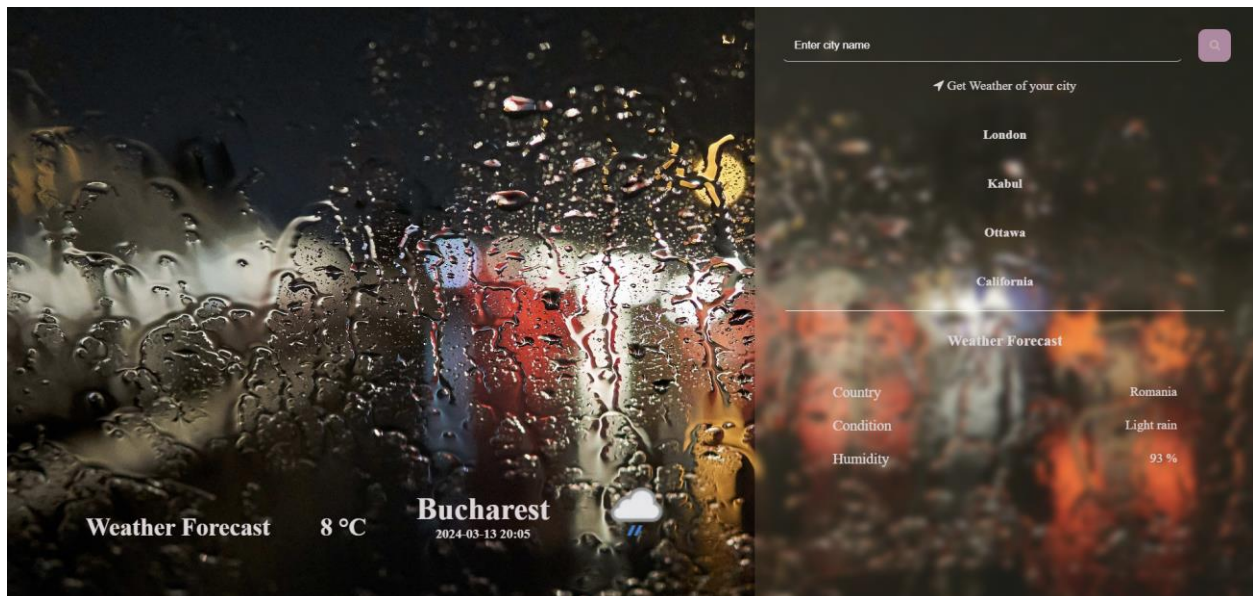 Weather Forecast
8 °C
Bucharest
2024-03-13 20:05
Enter city name
Get Weather of your city
London
Kabul
Ottawa
California
Weather Forecast
Country Romania
Condition Light rain
Humidity 93 %